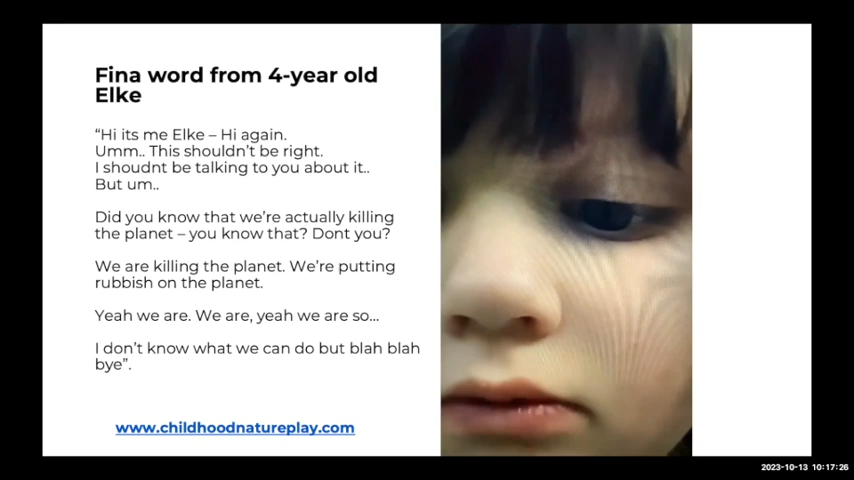 Fina word from 4-year old
Elke
“Hi its me Elke – Hi again.
Umm.. This shouldn’t be right.
I shoudnt be talking to you about it..
But um..
Did you know that we’re actually killing
the planet – you know that? Dont you?
We are killing the planet. We’re putting
rubbish on the planet.
Yeah we are. We are, yeah we are so...
I don’t know what we can do but blah blah
bye”.
www.childhoodnatureplay.com
2023-10-13 10:17:26